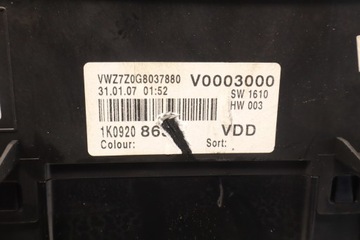 VWZ7Z0G8037880 V0003000
31.01.07 01:52 SW 1610
HW 003
1K0920 VDD
Colour: Sort: